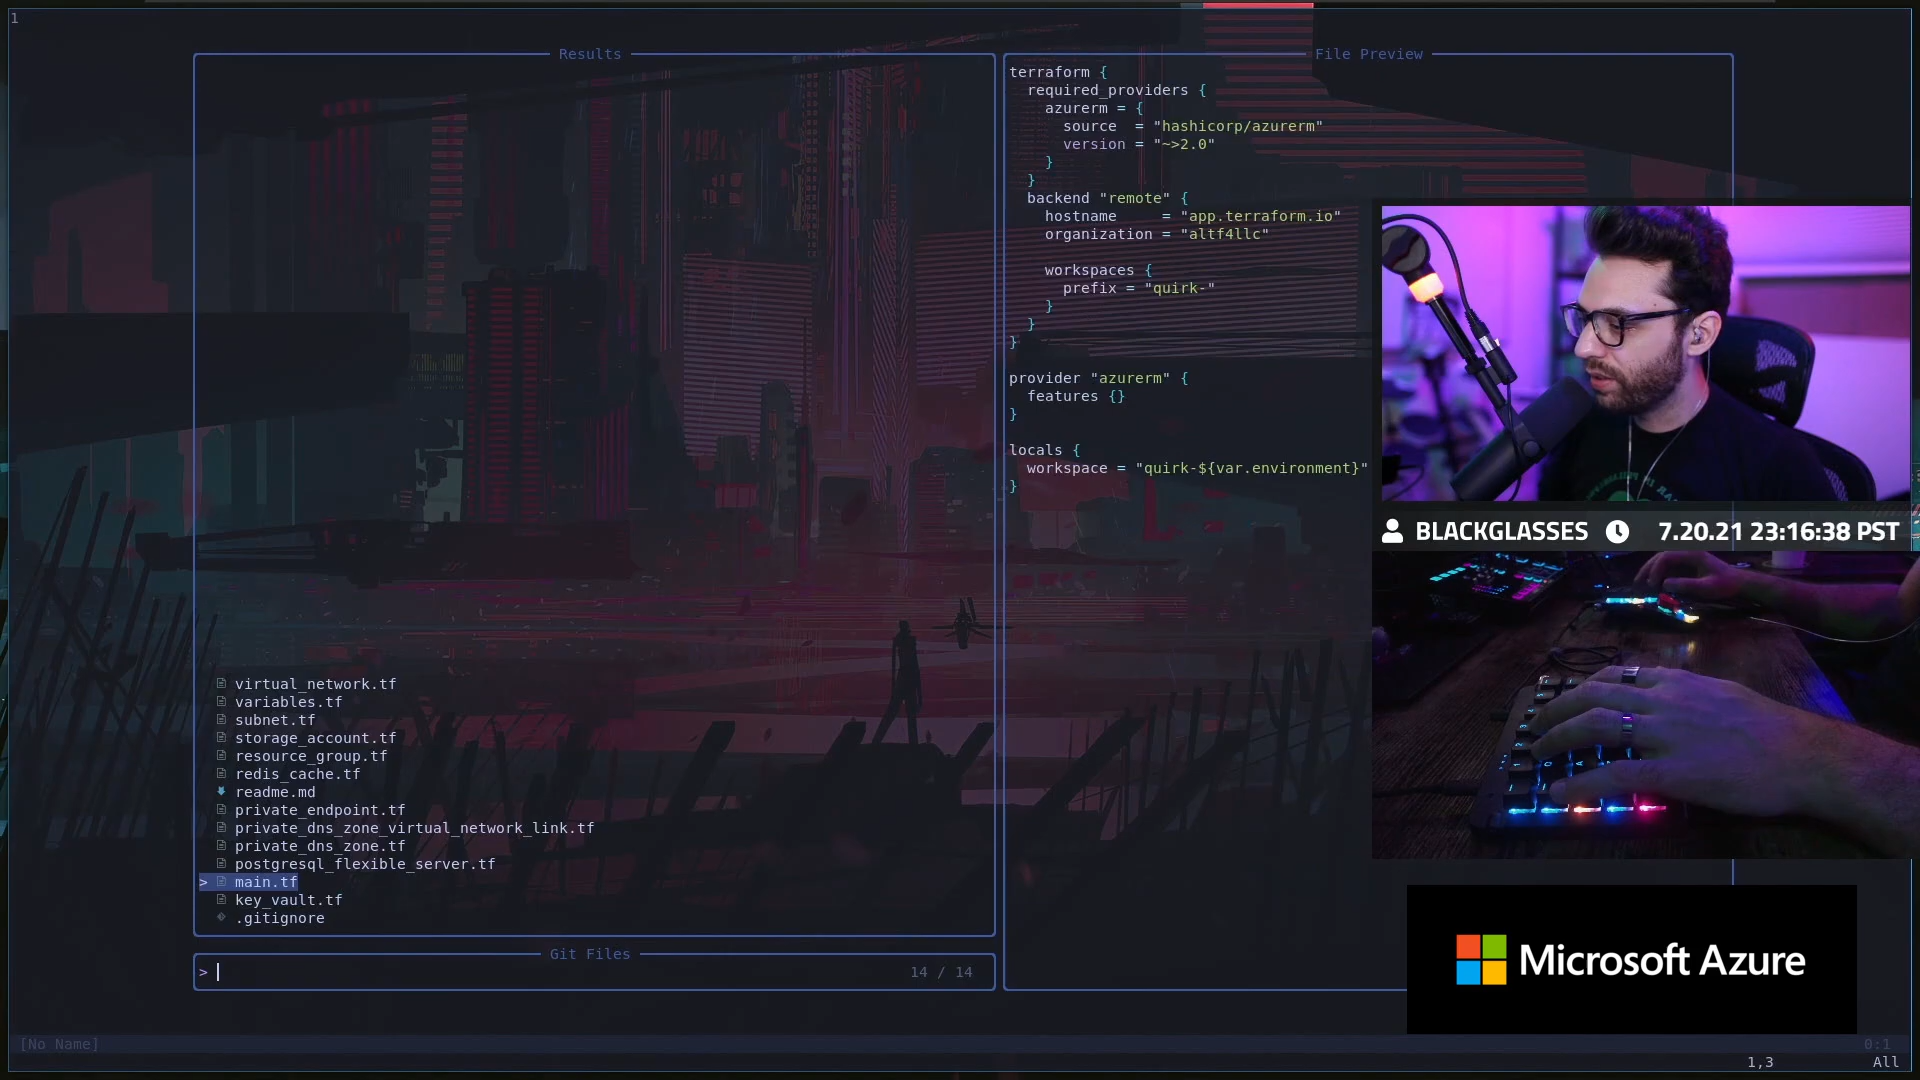 1
Results
virtual_network.tf
variables.tf
subnet.tf
storage_account.tf
resource_group.tf
redis_cache.tf
readme.md
private_endpoint.tf
private_dns_zone_virtual_network_link.tf
private_dns_zone.tf
postgresql_flexible_server.tf
> main.tf
key_vault.tf
.gitignore
Git Files
> 14 / 14
File Preview
terraform {
  required_providers {
    azurerm = {
      source  = "hashicorp/azurerm"
      version = "~>2.0"
    }
  }
  backend "remote" {
    hostname     = "app.terraform.io"
    organization = "altf4llc"
    workspaces {
      prefix = "quirk-"
    }
  }
}
provider "azurerm" {
  features {}
}
locals {
  workspace = "quirk-${var.environment}"
}
BLACKGLASSES 7.20.21 23:16:38 PST
Microsoft Azure
[No Name] 0:1
1,3 All